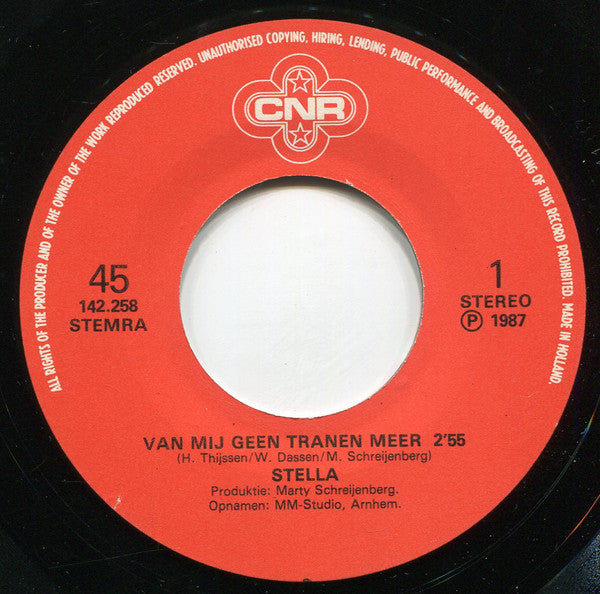 ALL RIGHTS OF THE PRODUCER AND OF THE OWNER OF THE WORK REPRODUCED RESERVED. UNAUTHORISED COPYING, HIRING, LENDING, PUBLIC PERFORMANCE AND BROADCASTING OF THIS RECORD PROHIBITED. MADE IN HOLLAND.
CNR
45
142.258
STEMRA
1
STEREO
Ⓟ 1987
VAN MIJ GEEN TRANEN MEER 2'55
(H. Thijssen/W. Dassen/M. Schreijenberg)
STELLA
Produktie: Marty Schreijenberg.
Opnamen: MM-Studio, Arnhem.